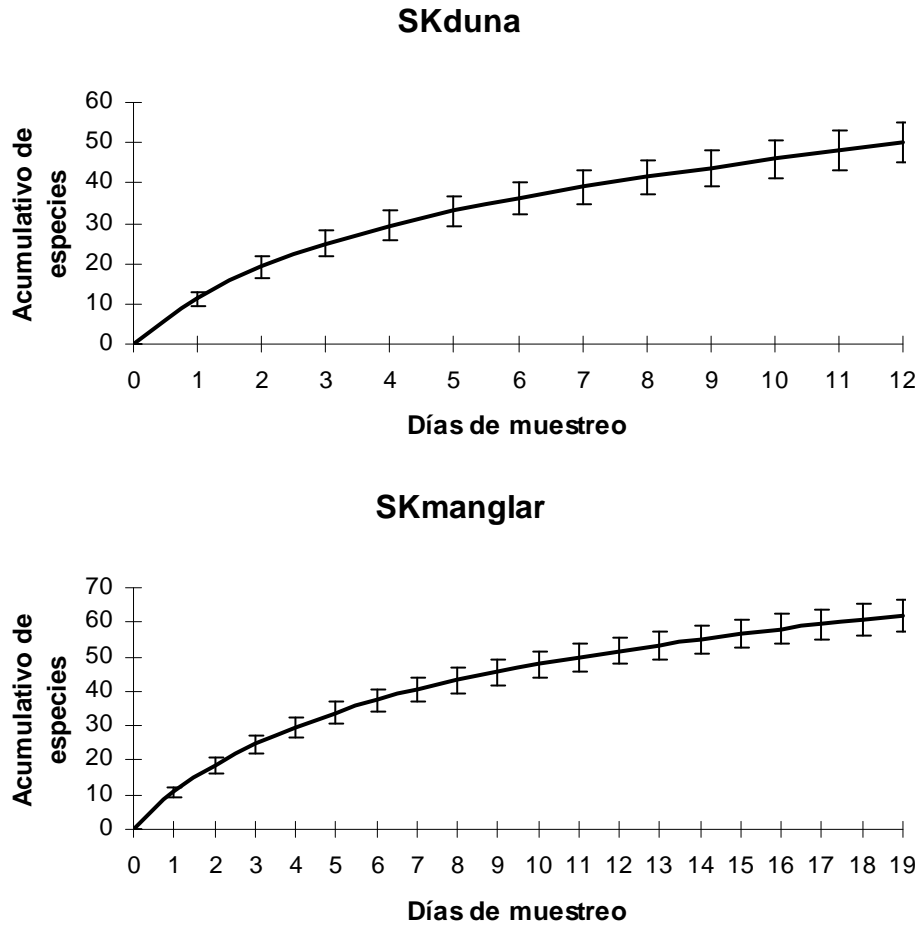 SKduna
60
50
40
30
20
10
0
Acumulativo de
especies
0 1 2 3 4 5 6 7 8 9 10 11 12
Días de muestreo
SKmanglar
70
60
50
40
30
20
10
0
Acumulativo de
especies
0 1 2 3 4 5 6 7 8 9 10 11 12 13 14 15 16 17 18 19
Días de muestreo